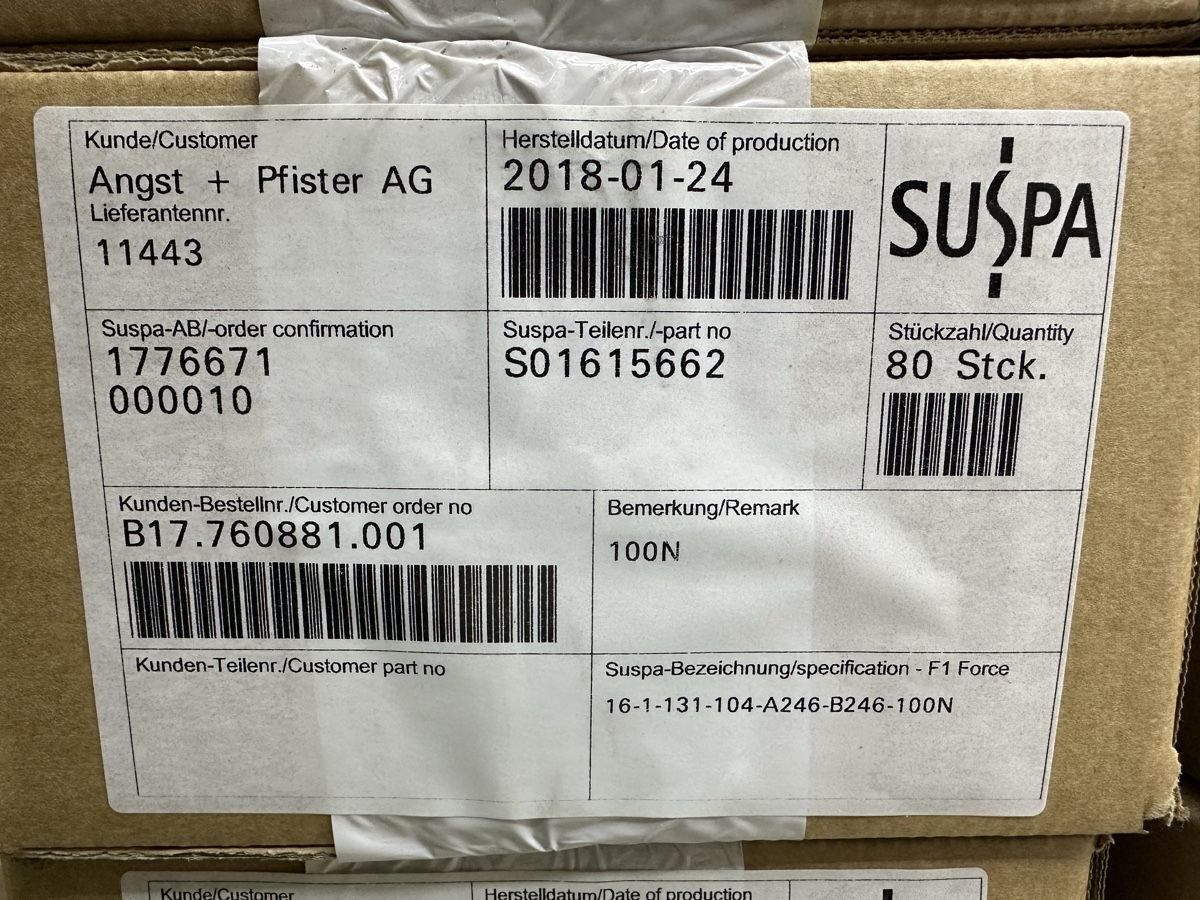 Kunde/Customer
Angst + Pfister AG
Lieferantennr.
11443
Herstelldatum/Date of production
2018-01-24
SUSPA
Suspa-AB/-order confirmation
1776671
000010
Suspa-Teilenr./-part no
S01615662
Stückzahl/Quantity
80 Stck.
Kunden-Bestellnr./Customer order no
B17.760881.001
Bemerkung/Remark
100N
Kunden-Teilenr./Customer part no
Suspa-Bezeichnung/specification - F1 Force
16-1-131-104-A246-B246-100N
Kunde/Customer
Herstelldatum/Date of production